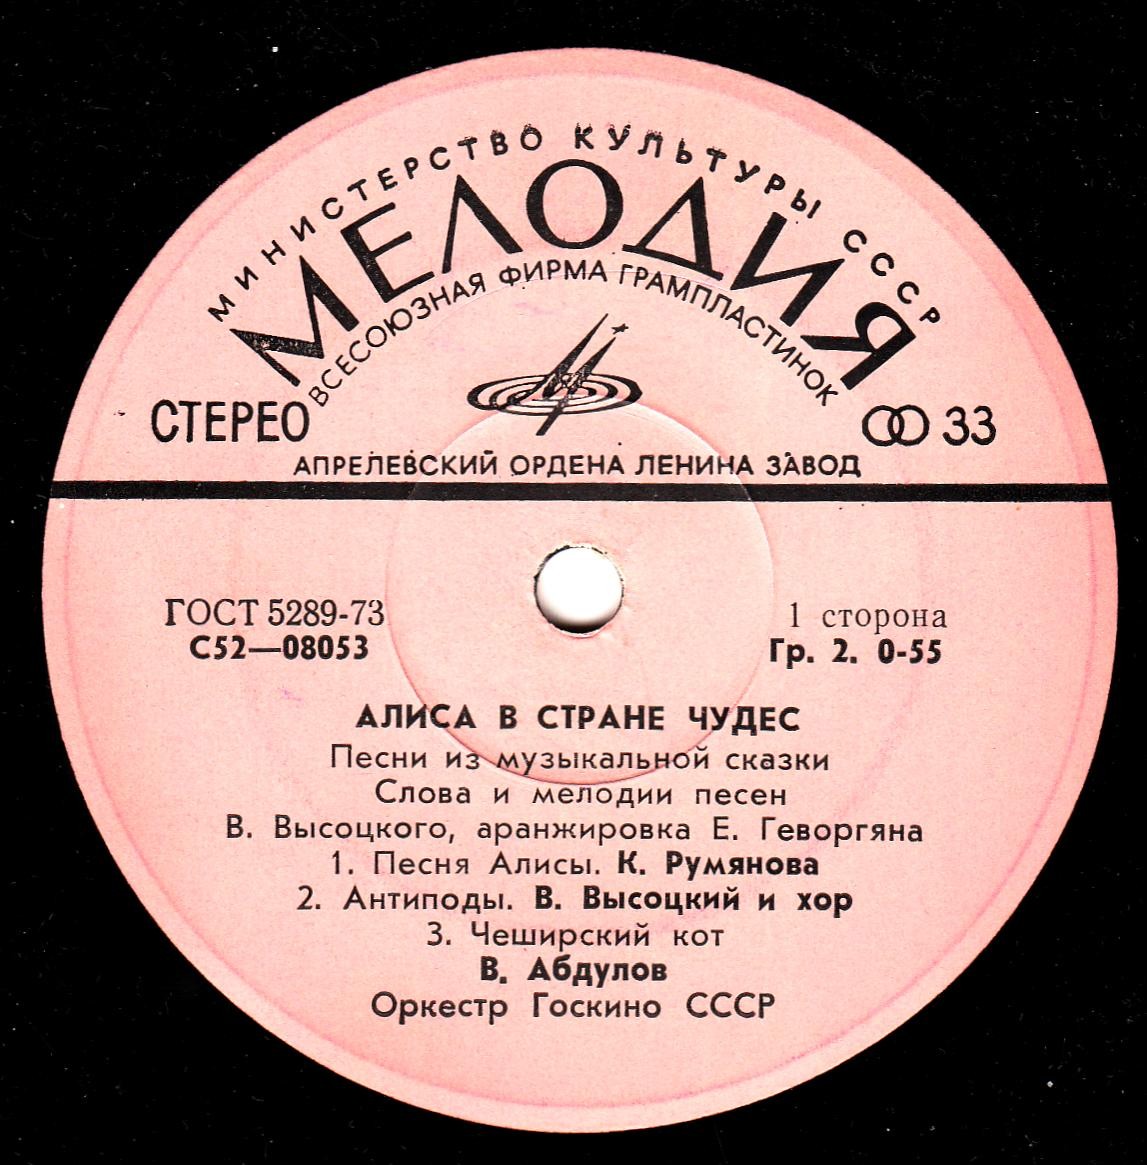 МИНИСТЕРСТВО КУЛЬТУРЫ СССР
МЕЛОДИЯ
ВСЕСОЮЗНАЯ ФИРМА ГРАМПЛАСТИНОК
СТЕРЕО
33
АПРЕЛЕВСКИЙ ОРДЕНА ЛЕНИНА ЗАВОД
ГОСТ 5289-73
С52—08053
1 сторона
Гр. 2. 0-55
АЛИСА В СТРАНЕ ЧУДЕС
Песни из музыкальной сказки
Слова и мелодии песен
В. Высоцкого, аранжировка Е. Геворгяна
1. Песня Алисы. К. Румянова
2. Антиподы. В. Высоцкий и хор
3. Чеширский кот
В. Абдулов
Оркестр Госкино СССР